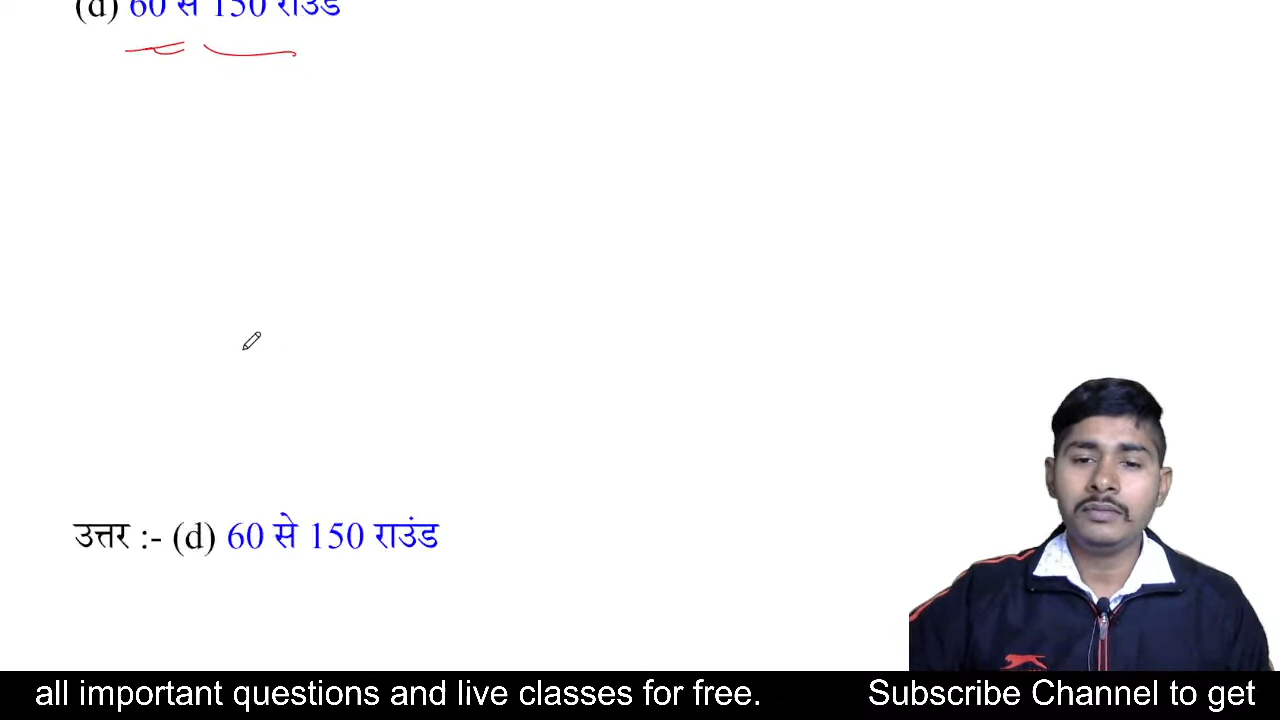 (d) 60 से 150 राउंड
उत्तर :- (d) 60 से 150 राउंड
all important questions and live classes for free. Subscribe Channel to get